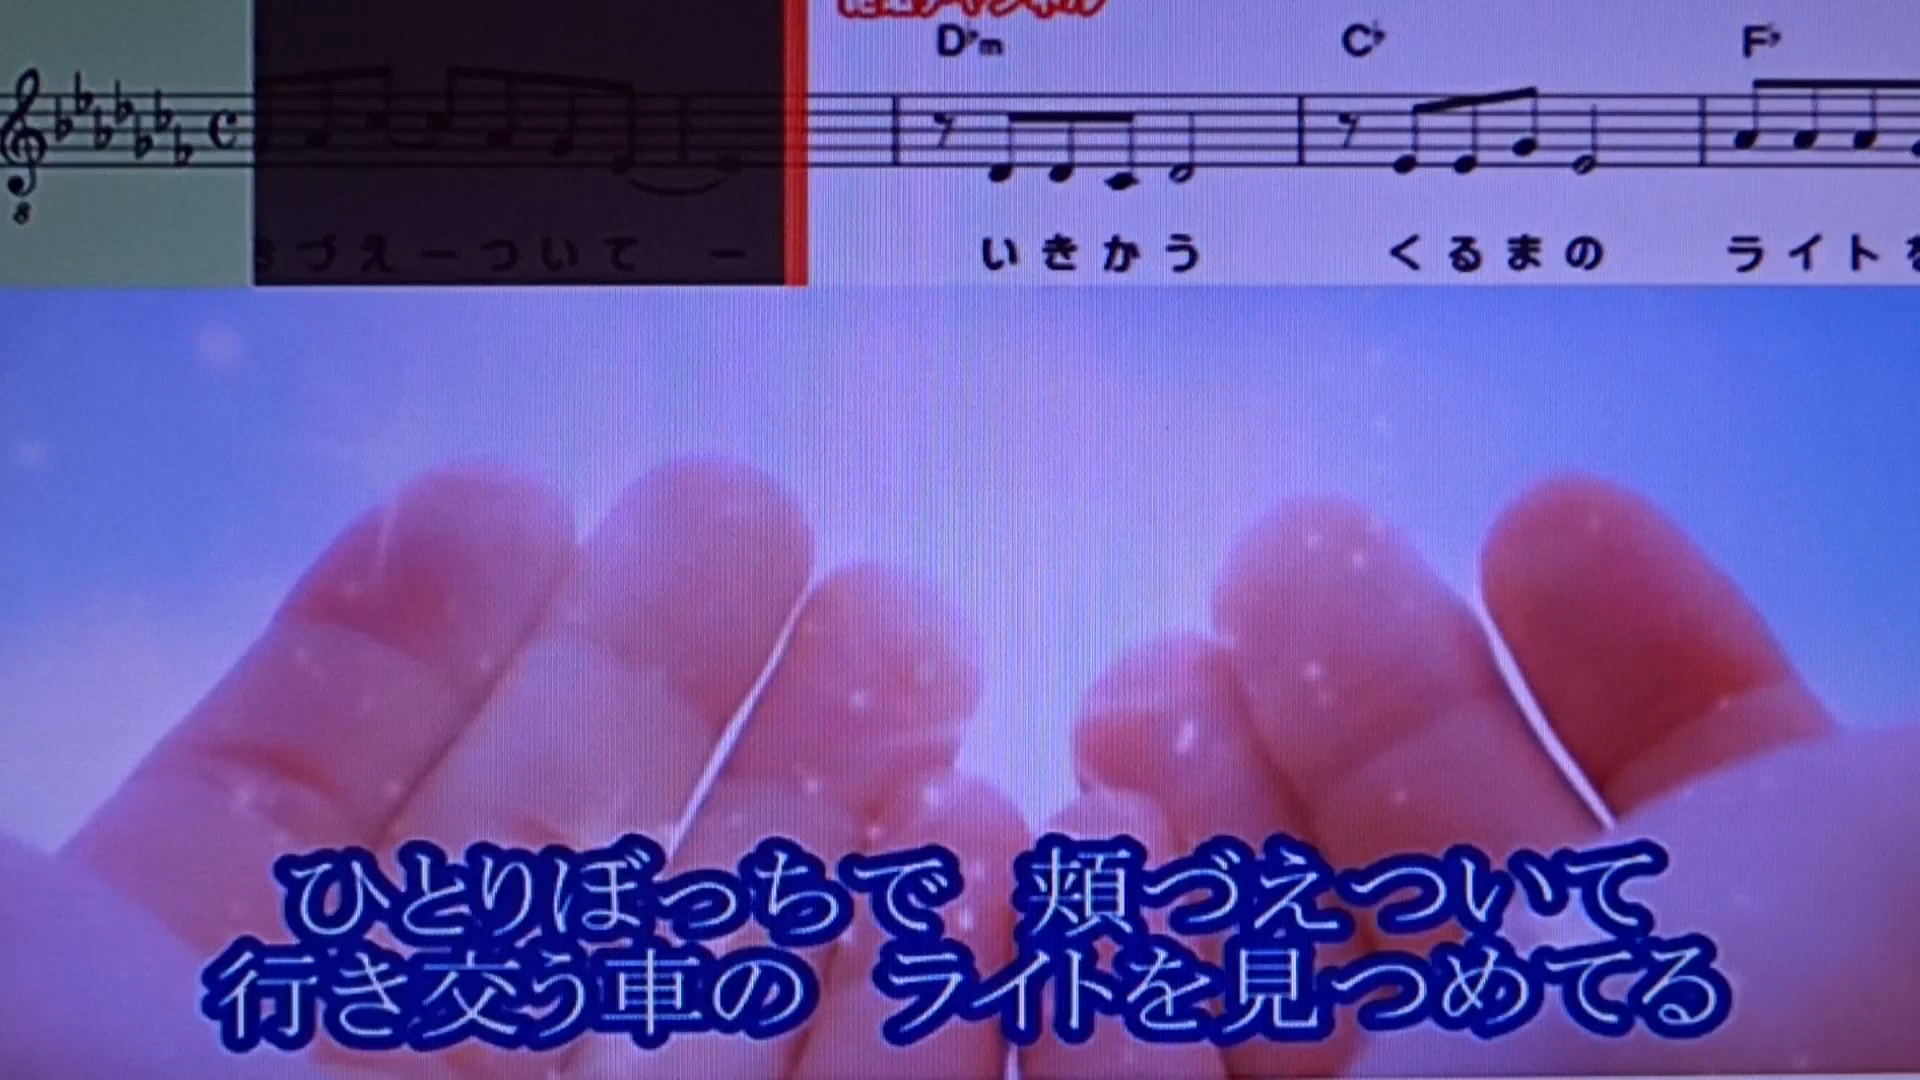 D♭m C♭ F♭
づえーついて ー いきかう くるまの ライト
ひとりぼっちで 頬づえついて
行き交う車の ライトを見つめてる